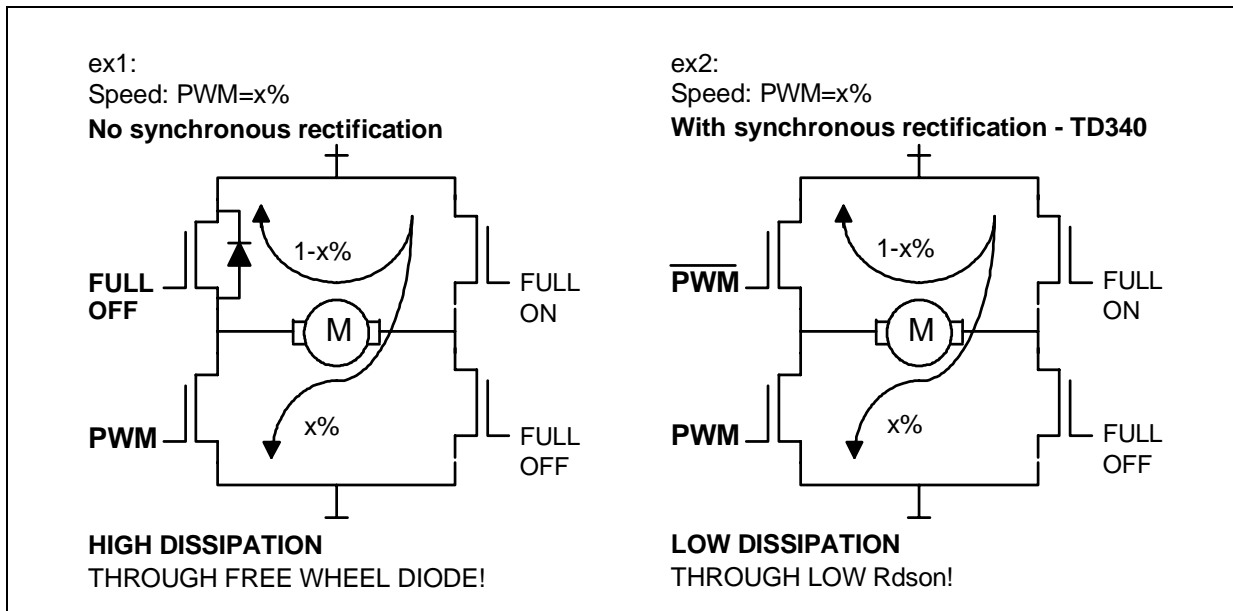 ex1:
Speed: PWM=x%
No synchronous rectification
1-x%
FULL
OFF
FULL
ON
M
PWM
x%
FULL
OFF
HIGH DISSIPATION
THROUGH FREE WHEEL DIODE!
ex2:
Speed: PWM=x%
With synchronous rectification - TD340
1-x%
P̅W̅M̅
FULL
ON
M
PWM
x%
FULL
OFF
LOW DISSIPATION
THROUGH LOW Rdson!